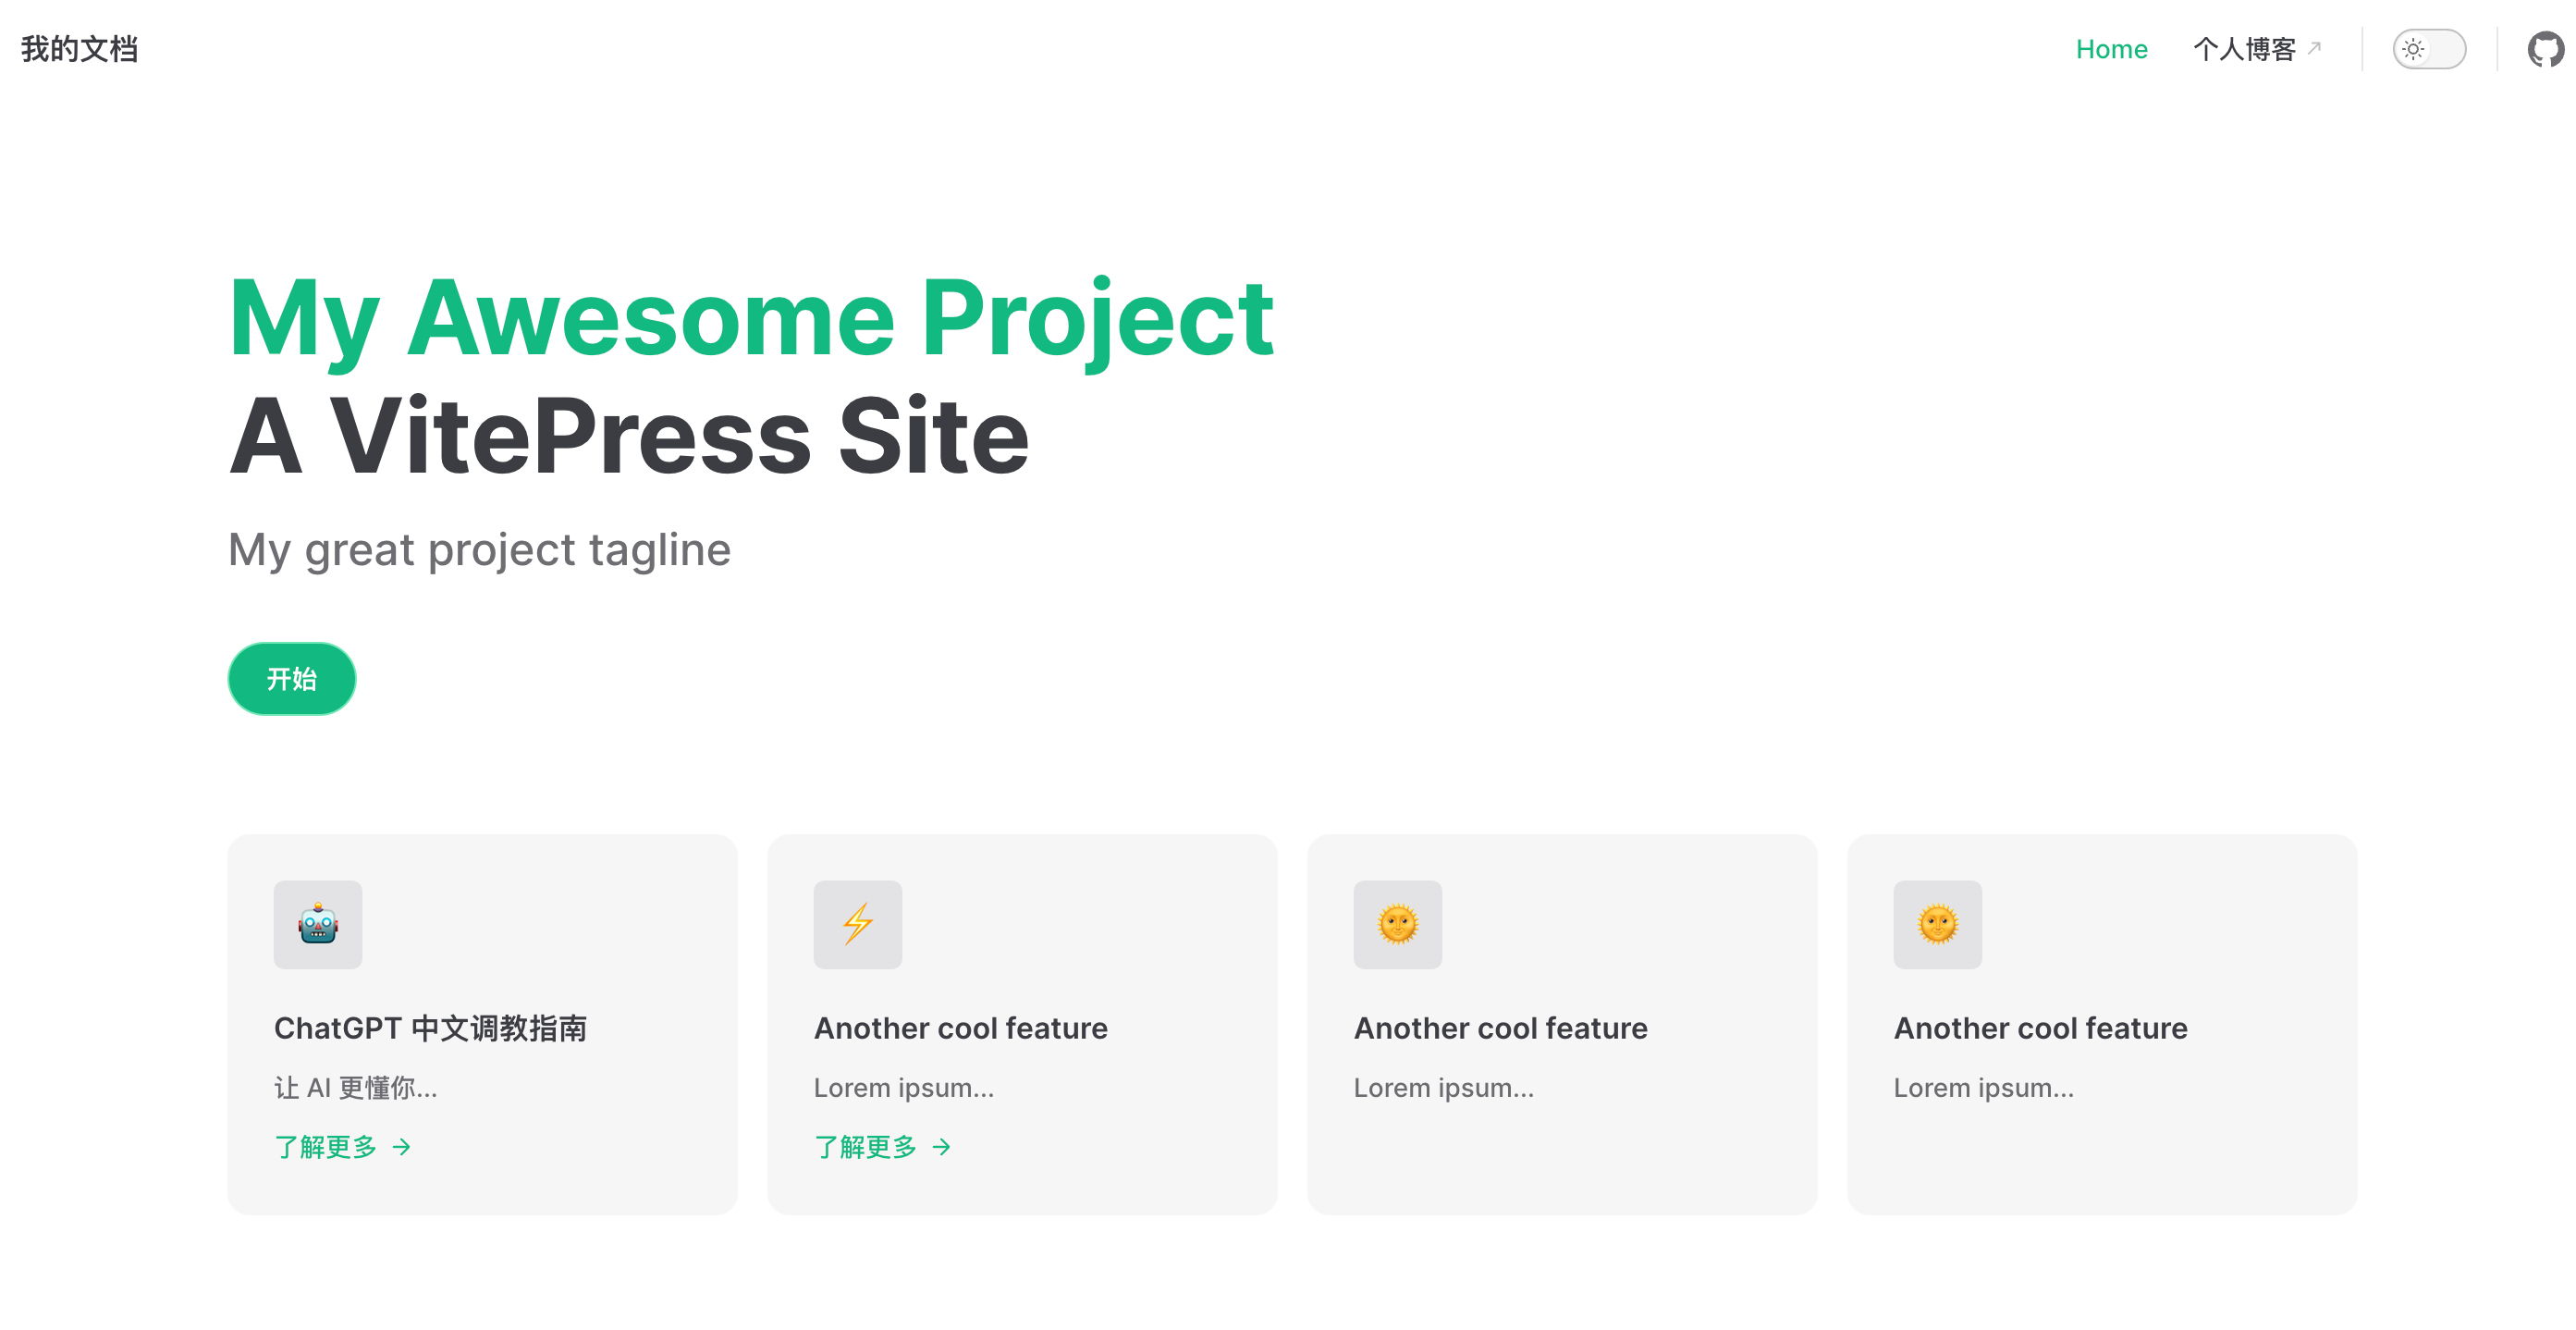 我的文档
Home 个人博客
My Awesome Project
A VitePress Site
My great project tagline
开始
ChatGPT 中文调教指南
让 AI 更懂你...
了解更多
Another cool feature
Lorem ipsum...
了解更多
Another cool feature
Lorem ipsum...
Another cool feature
Lorem ipsum...